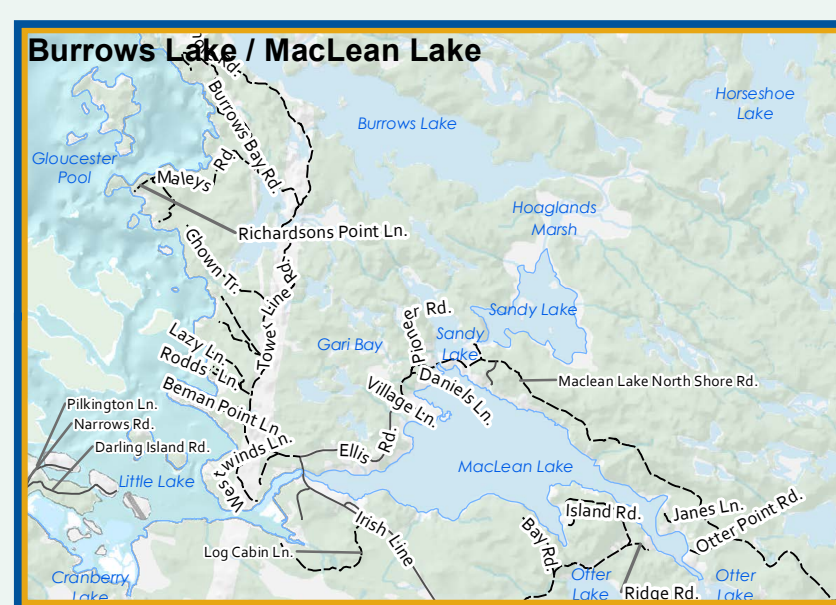 Burrows Lake / MacLean Lake
Rd.
Burrows Bay Rd.
Burrows Lake
Horseshoe
Lake
Gloucester
Pool
Maleys Rd.
Richardsons Point Ln.
Hoaglands
Marsh
Chown Tr.
Tower Line Rd.
Pioneer Rd.
Sandy Lake
Sandy
Lake
Gari Bay
Lazy Ln.
Rodds Ln.
Beman Point Ln.
Village Ln.
Daniels Ln.
Maclean Lake North Shore Rd.
Pilkington Ln.
Narrows Rd.
Darling Island Rd.
Little Lake
Westwinds Ln.
Ellis Rd.
MacLean Lake
Island Rd.
Janes Ln.
Otter Point Rd.
Irish Line
Bay Rd.
Log Cabin Ln.
Cranberry
Lake
Otter
Lake
Ridge Rd.
Otter
Lake